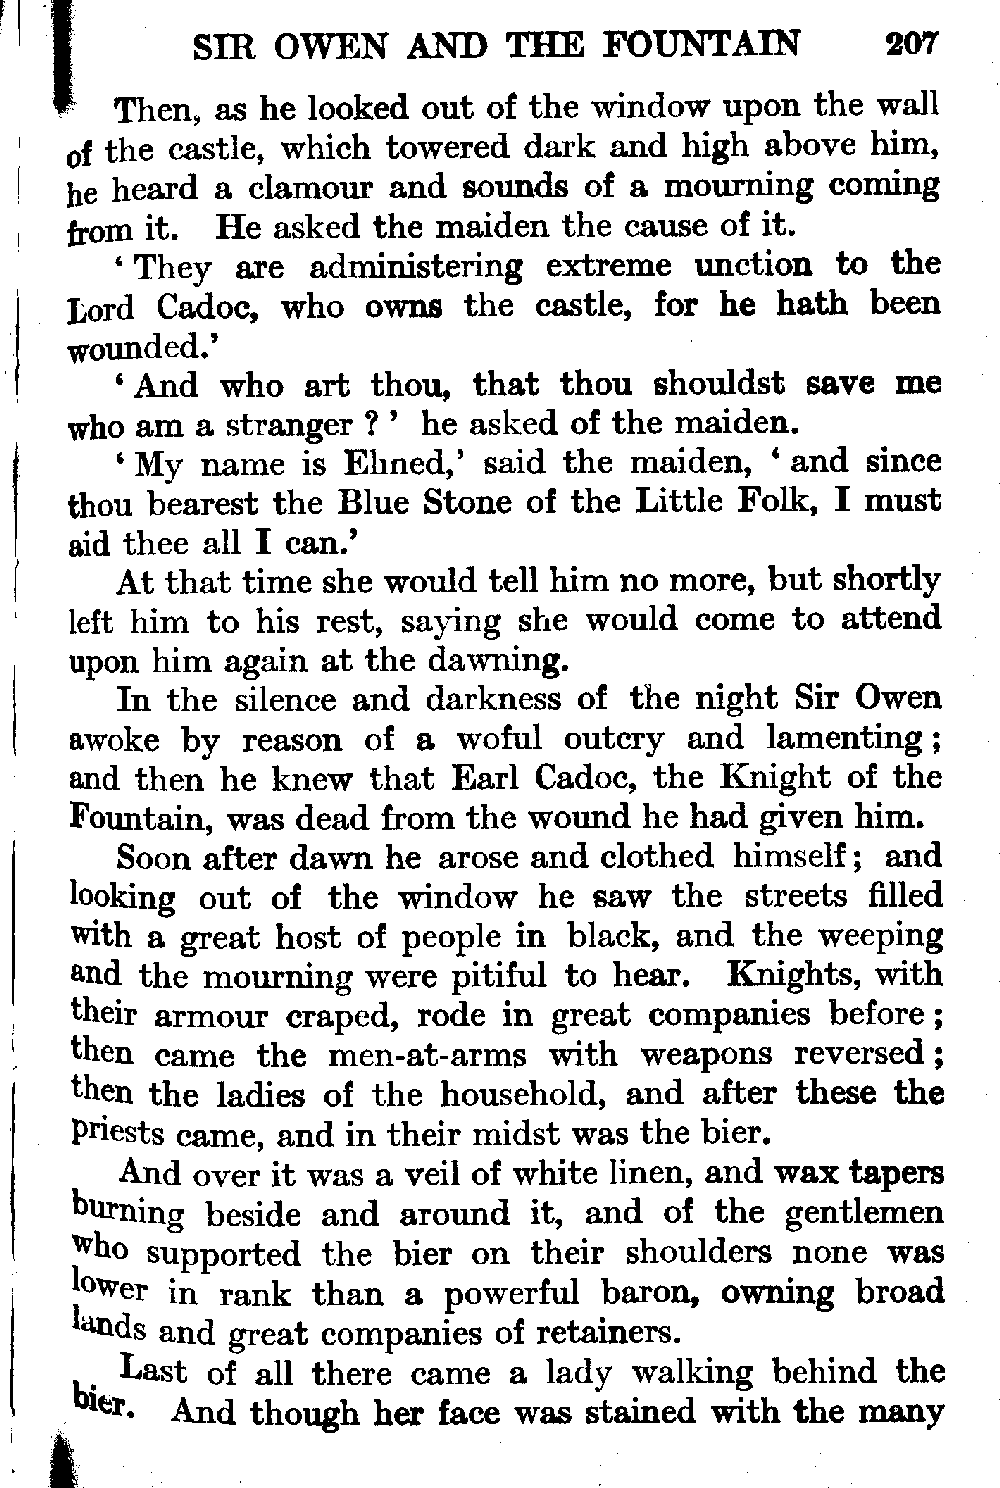 SIR OWEN AND THE FOUNTAIN 207
Then, as he looked out of the window upon the wall
of the castle, which towered dark and high above him,
he heard a clamour and sounds of a mourning coming
from it. He asked the maiden the cause of it.
‘ They are administering extreme unction to the
Lord Cadoc, who owns the castle, for he hath been
wounded.’
‘ And who art thou, that thou shouldst save me
who am a stranger ? ’ he asked of the maiden.
‘ My name is Elined,’ said the maiden, ‘ and since
thou bearest the Blue Stone of the Little Folk, I must
aid thee all I can.’
At that time she would tell him no more, but shortly
left him to his rest, saying she would come to attend
upon him again at the dawning.
In the silence and darkness of the night Sir Owen
awoke by reason of a woful outcry and lamenting ;
and then he knew that Earl Cadoc, the Knight of the
Fountain, was dead from the wound he had given him.
Soon after dawn he arose and clothed himself ; and
looking out of the window he saw the streets filled
with a great host of people in black, and the weeping
and the mourning were pitiful to hear. Knights, with
their armour craped, rode in great companies before ;
then came the men-at-arms with weapons reversed ;
then the ladies of the household, and after these the
priests came, and in their midst was the bier.
And over it was a veil of white linen, and wax tapers
burning beside and around it, and of the gentlemen
who supported the bier on their shoulders none was
lower in rank than a powerful baron, owning broad
lands and great companies of retainers.
Last of all there came a lady walking behind the
bier. And though her face was stained with the many